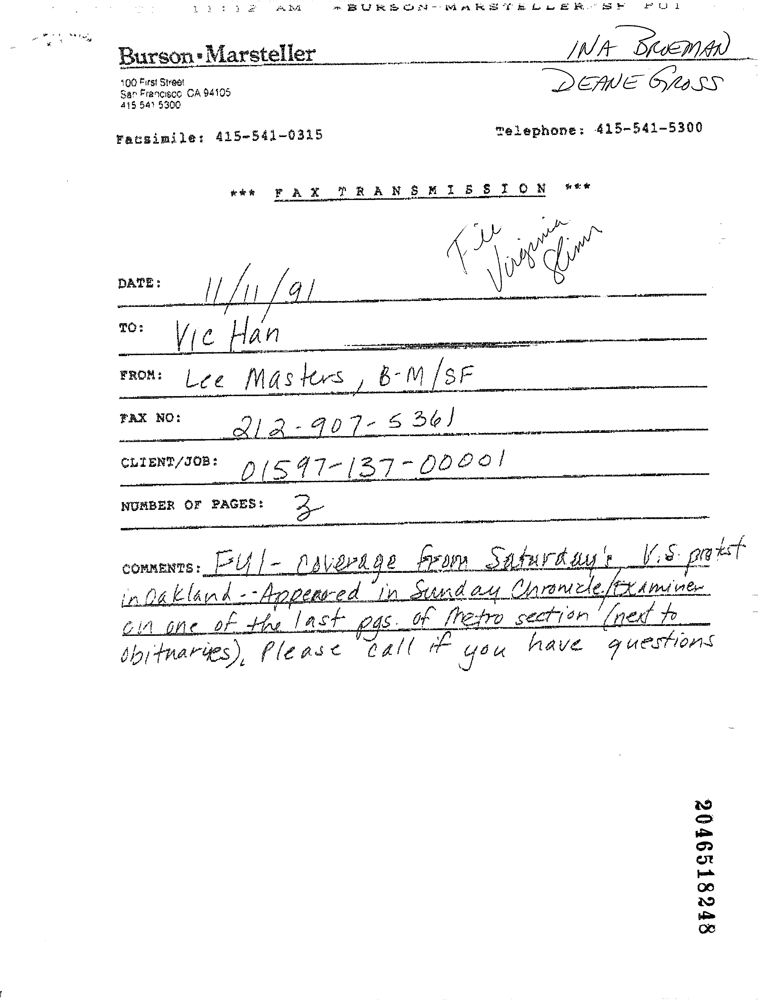 11:12 AM *BURSON-MARSTELLER/SF P01
Burson•Marsteller
INA BROEMAN
DEANE GROSS
100 First Street
San Francisco CA 94105
415 541 5300
Facsimile: 415-541-0315
Telephone: 415-541-5300
*** FAX TRANSMISSION ***
File
Virginia
Slims
DATE: 11/11/91
TO: Vic Han
FROM: Lee Masters, B-M/SF
FAX NO: 212-907-5361
CLIENT/JOB: 01597-137-00001
NUMBER OF PAGES: 3
COMMENTS: FYI - coverage from Saturday's V.S. protest
in Oakland -- Appeared in Sunday Chronicle/Examiner
on one of the last pgs. of Metro section (next to
obituaries). Please call if you have questions
2046518248